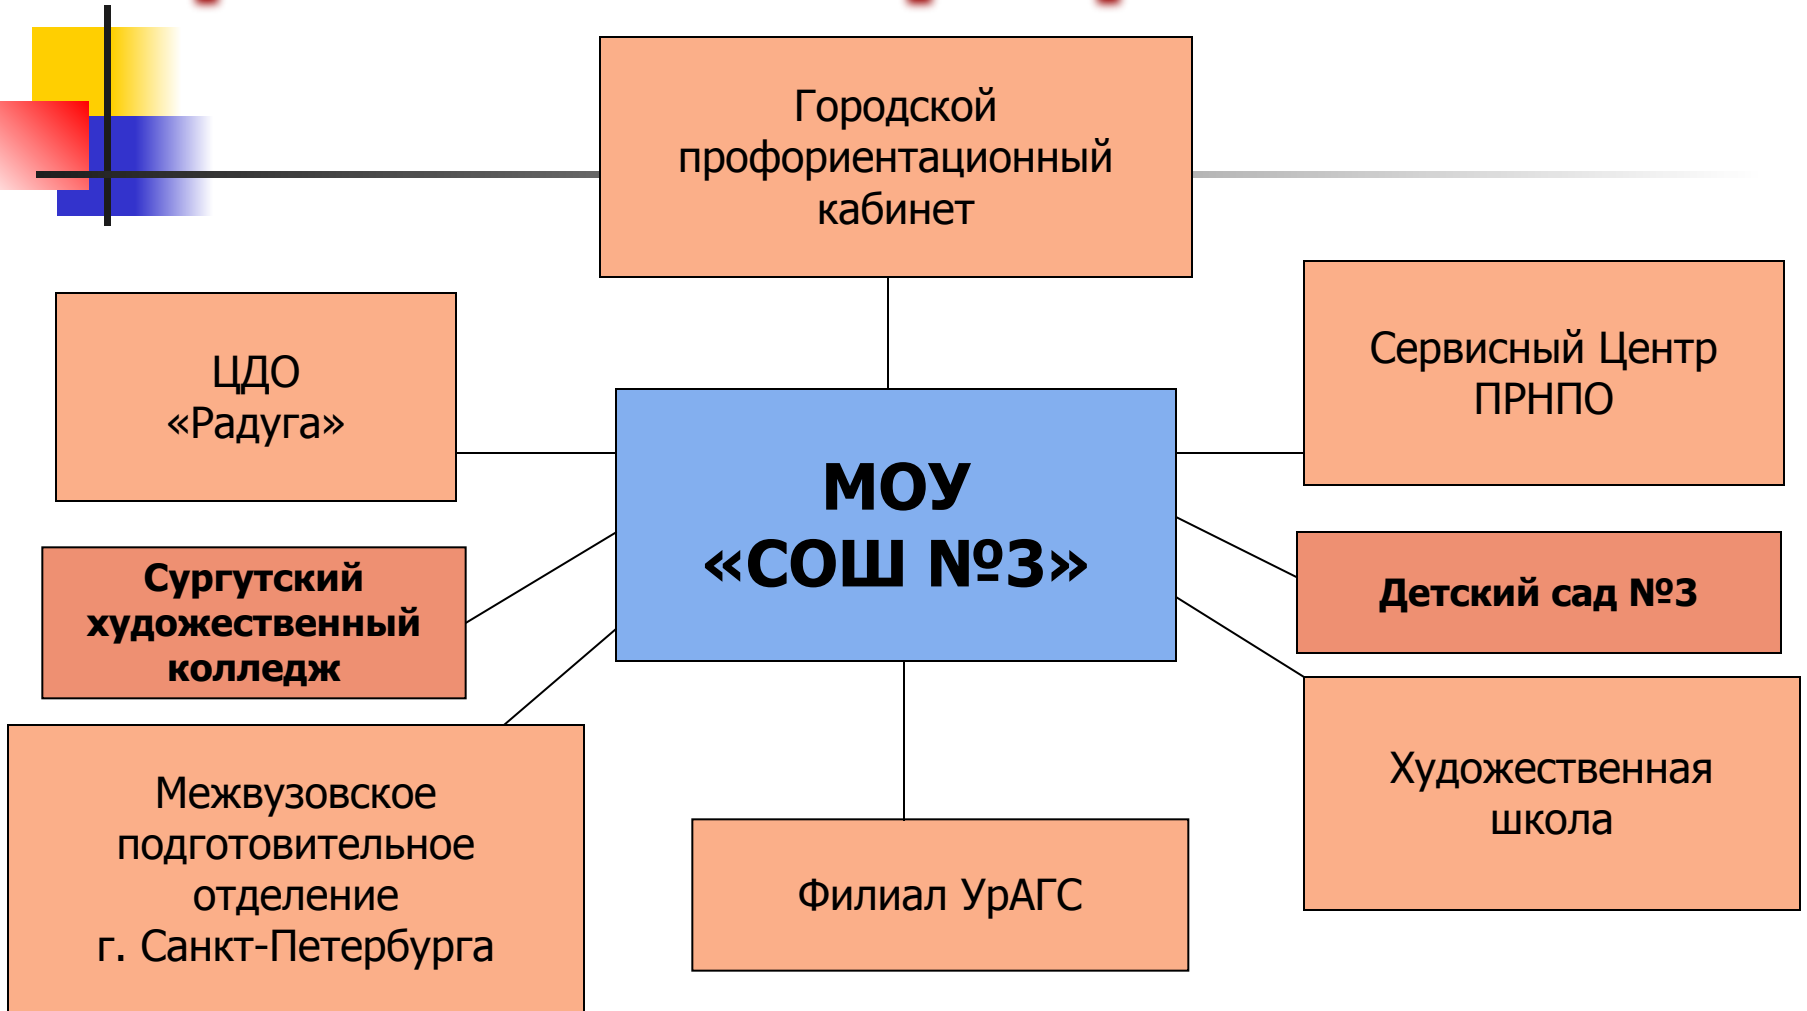 Городской
профориентационный
кабинет
ЦДО
«Радуга»
Сервисный Центр
ПРНПО
МОУ
«СОШ №3»
Сургутский
художественный
колледж
Детский сад №3
Межвузовское
подготовительное
отделение
г. Санкт-Петербурга
Филиал УрАГС
Художественная
школа